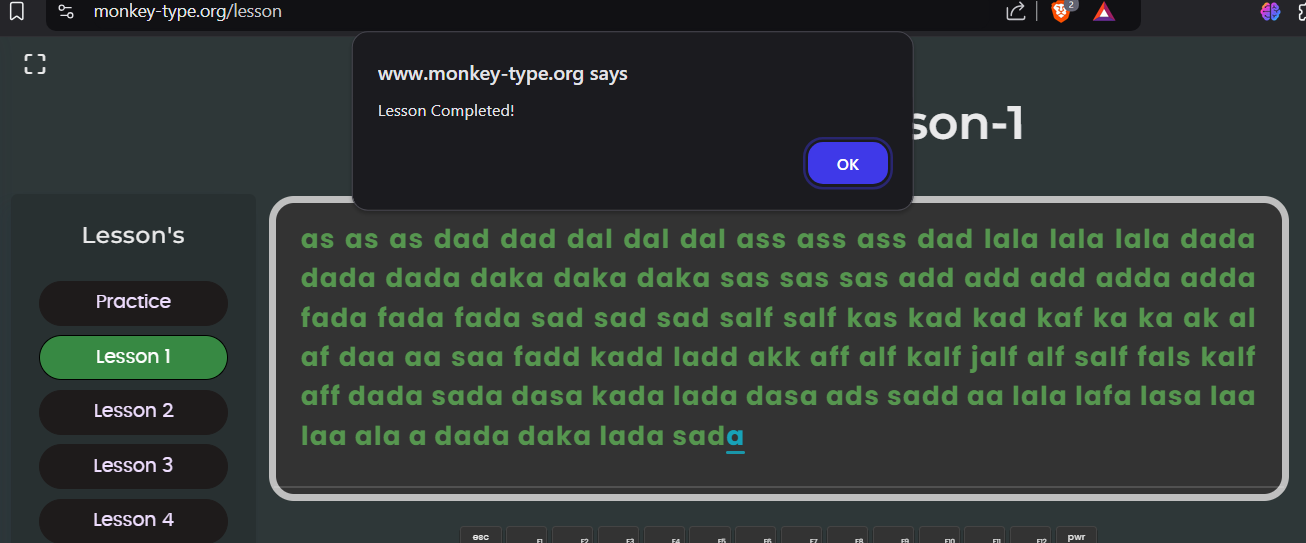 monkey-type.org/lesson
2
www.monkey-type.org says
Lesson Completed!
OK
son-1
Lesson's
Practice
Lesson 1
Lesson 2
Lesson 3
Lesson 4
as as as dad dad dal dal dal ass ass ass dad lala lala lala dada
dada dada daka daka daka sas sas sas add add add adda adda
fada fada fada sad sad sad salf salf kas kad kad kaf ka ka ak al
af daa aa saa fadd kadd ladd akk aff alf kalf jalf alf salf fals kalf
aff dada sada dasa kada lada dasa ads sadd aa lala lafa lasa laa
laa ala a dada daka lada sada
esc F1 F2 F3 F4 F5 F6 F7 F8 F9 F10 F11 F12 pwr